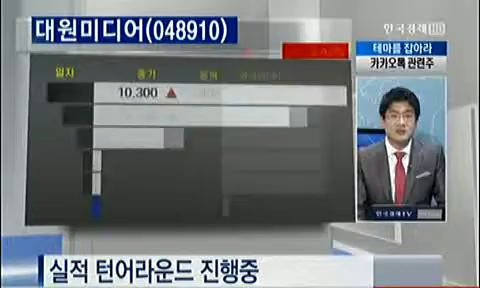 대원미디어(048910)
한국경제
테마를 잡아라
카카오톡 관련주
일자 종가
10,300 ▲
한국경제TV
실적 턴어라운드 진행중